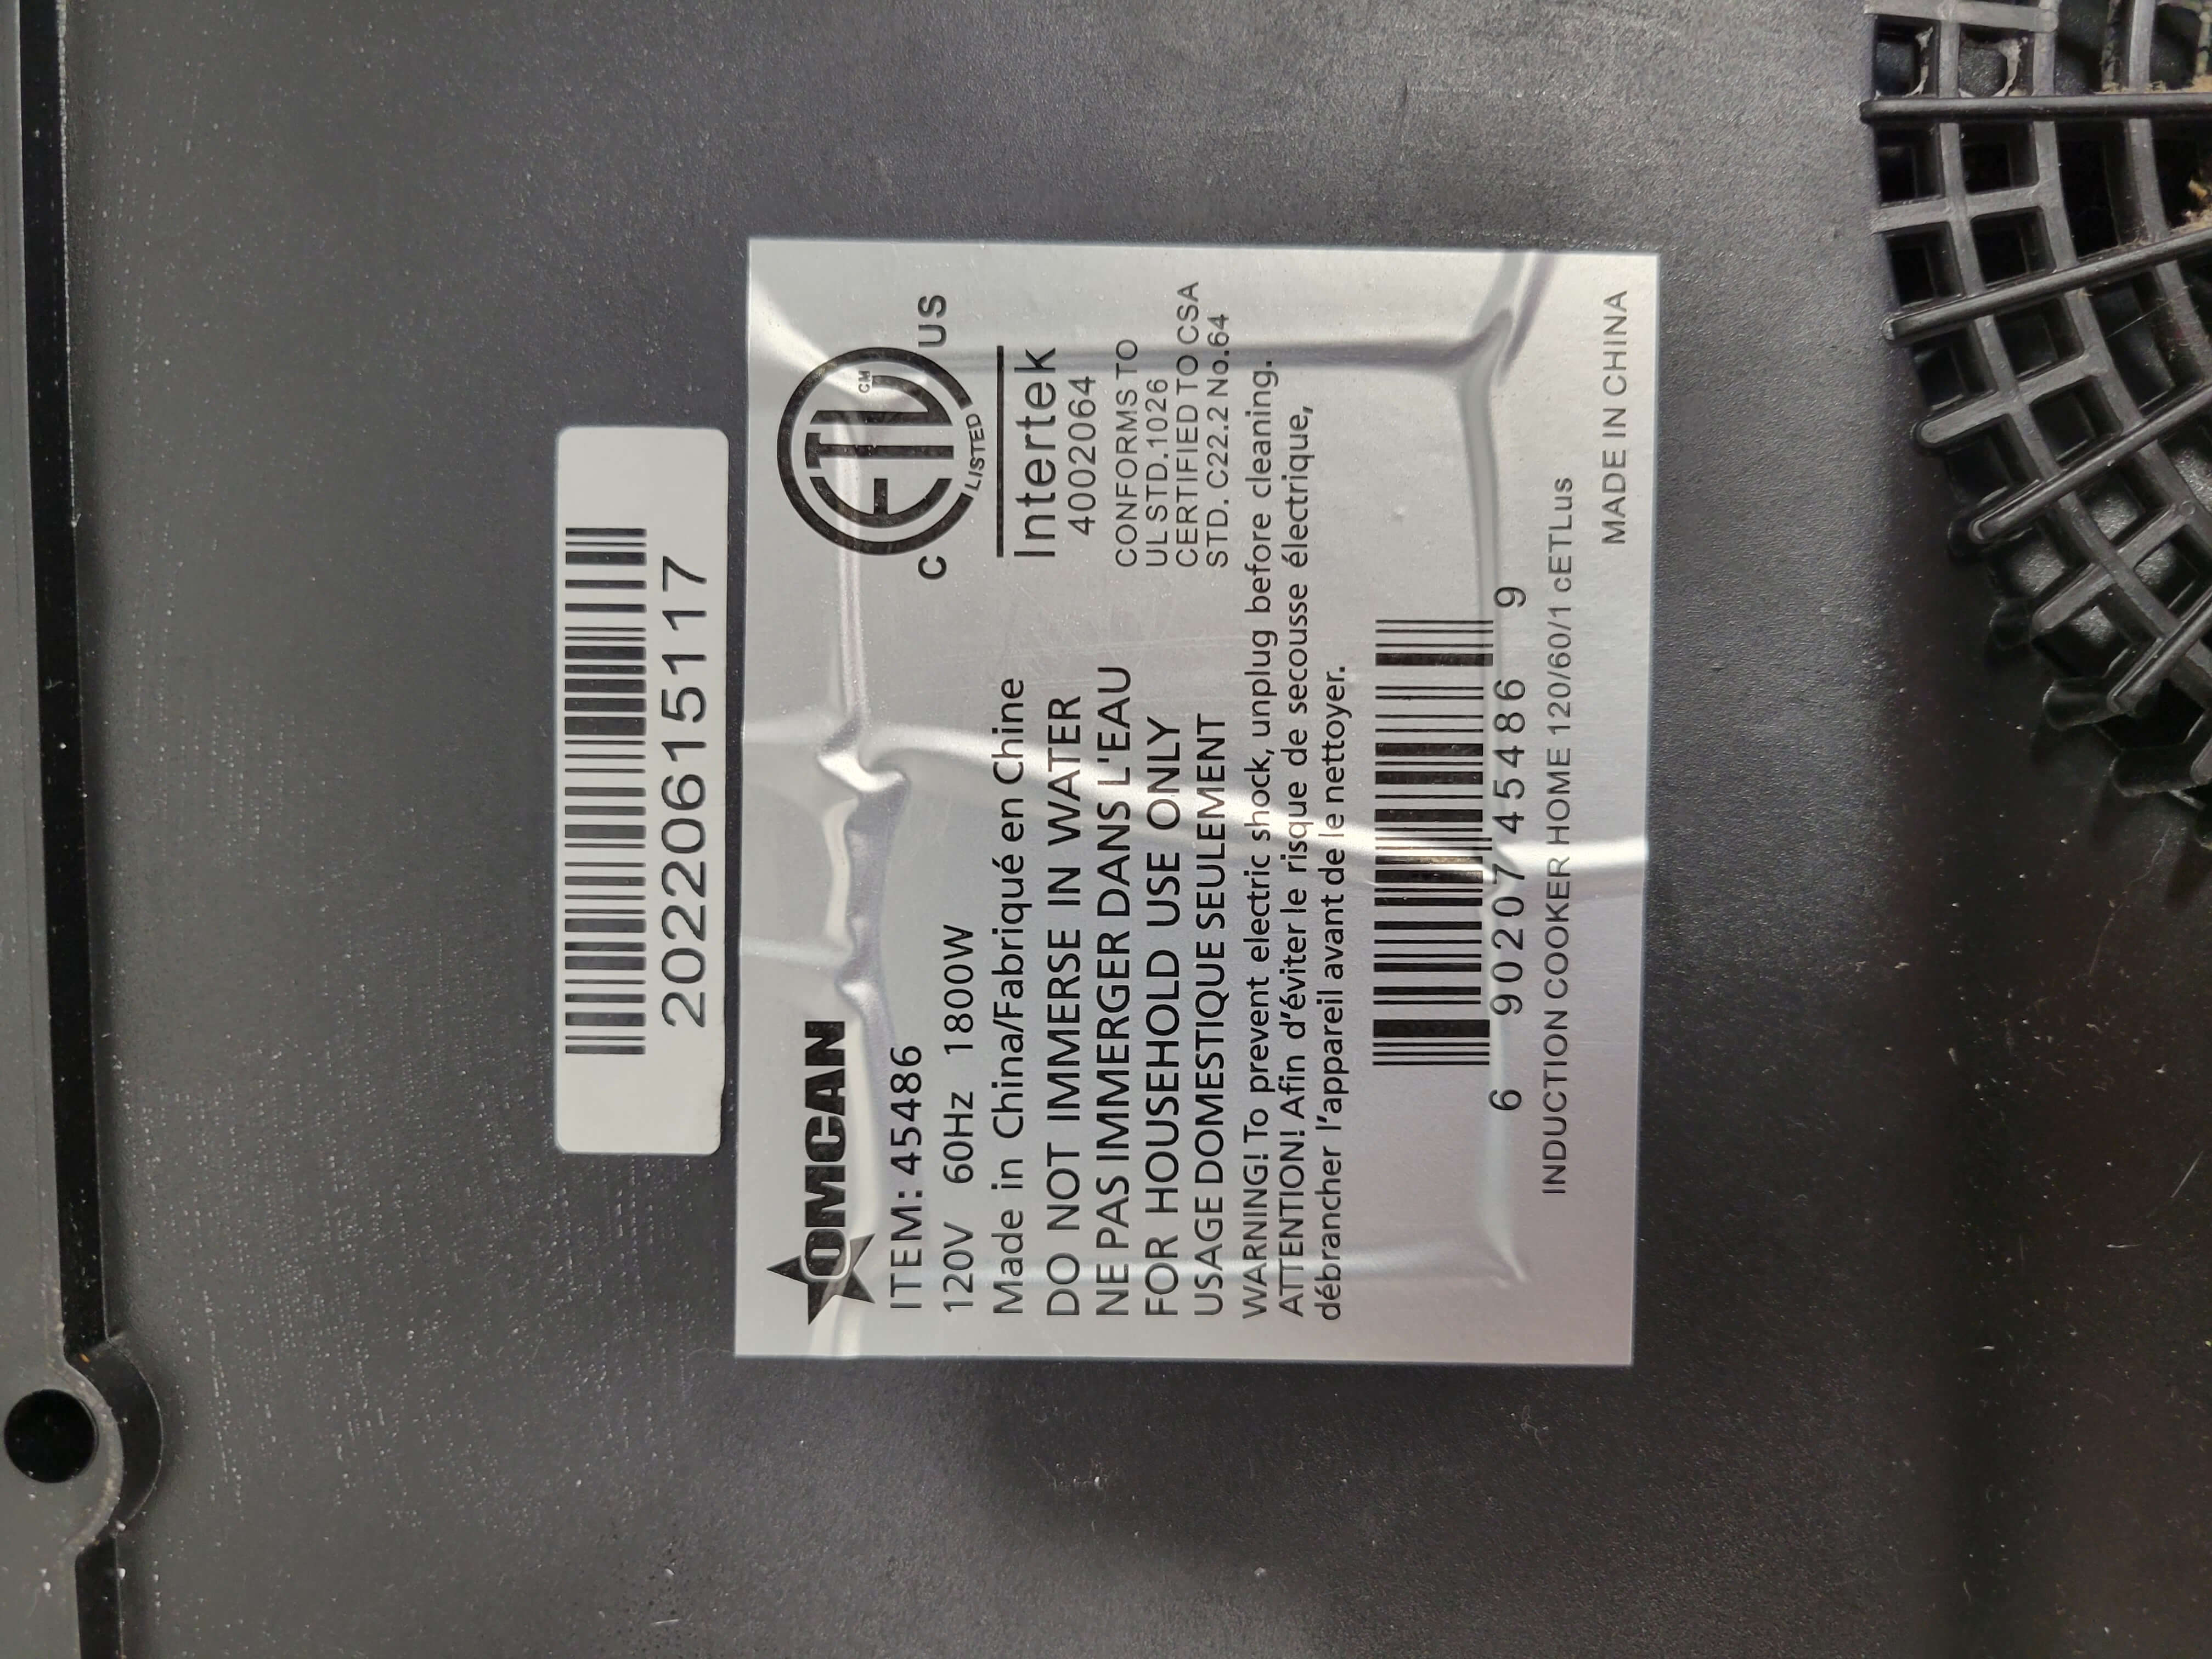 20220615117
OMCAN
ITEM: 45486
120V 60Hz 1800W
Made in China/Fabriqué en Chine
DO NOT IMMERSE IN WATER
NE PAS IMMERGER DANS L'EAU
FOR HOUSEHOLD USE ONLY
USAGE DOMESTIQUE SEULEMENT
C ETL CM US
LISTED
Intertek
4002064
CONFORMS TO
UL STD.1026
CERTIFIED TO CSA
STD. C22.2 No.64
WARNING! To prevent electric shock, unplug before cleaning.
ATTENTION! Afin d'éviter le risque de secousse électrique,
débrancher l'appareil avant de le nettoyer.
6 90207 45486 9
INDUCTION COOKER HOME 120/60/1 cETLus
MADE IN CHINA